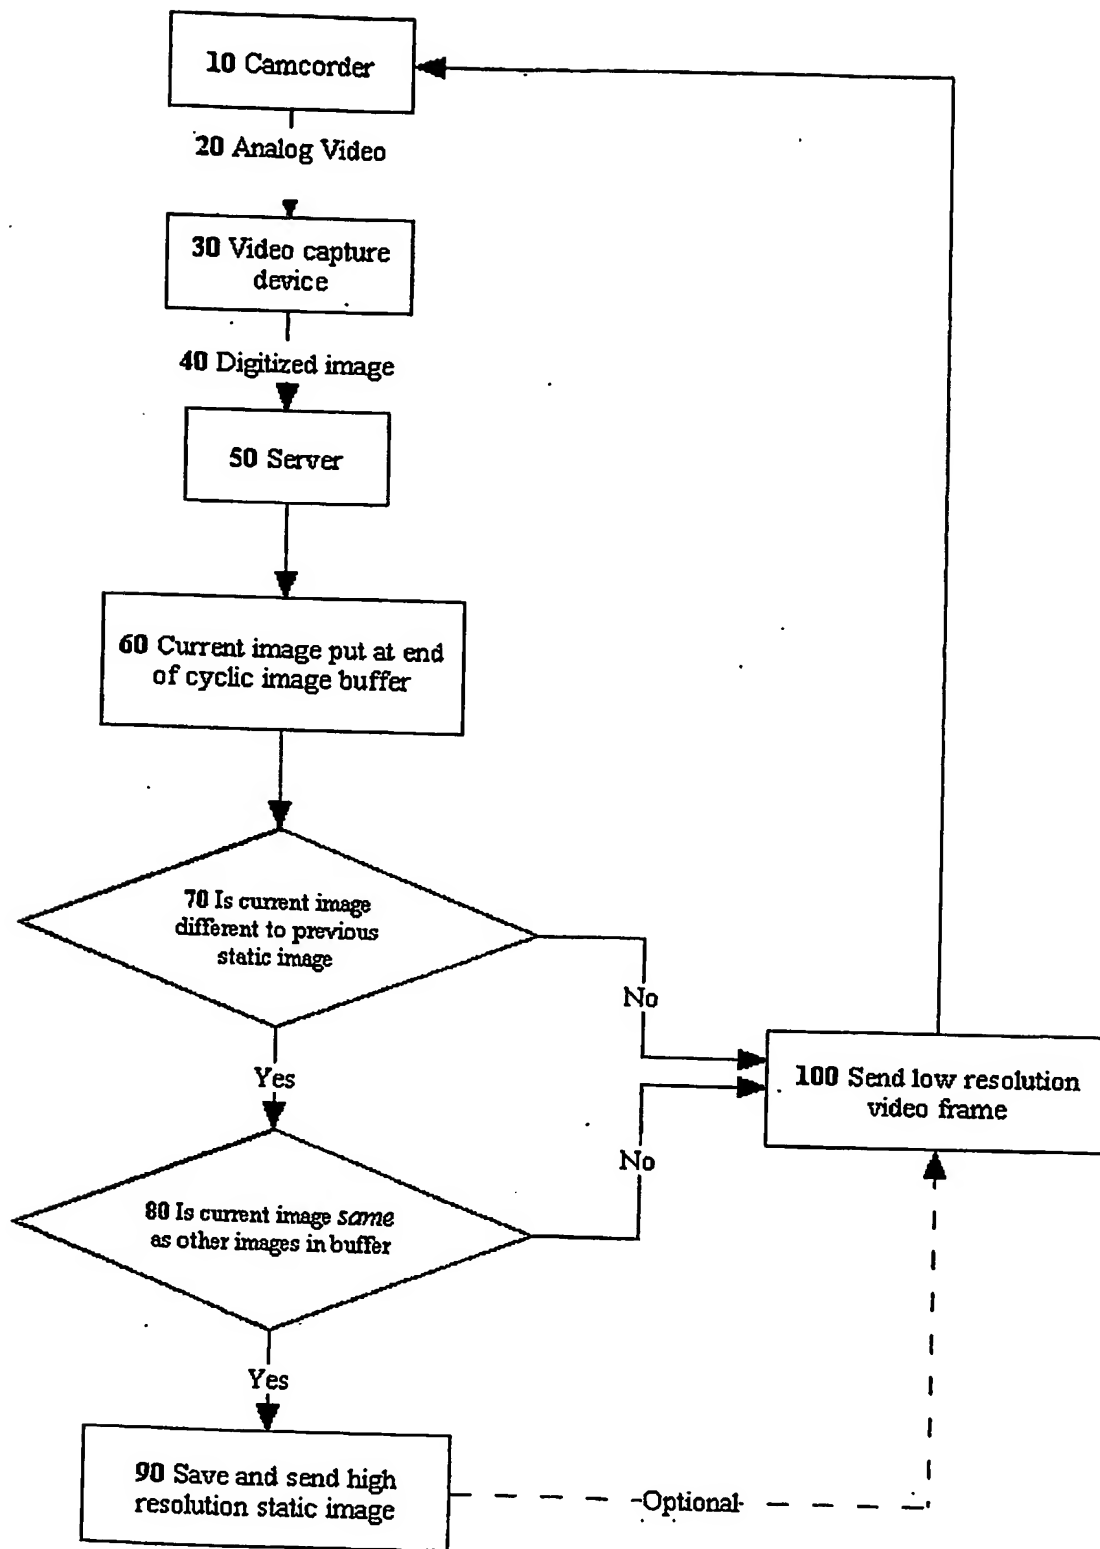 10 Camcorder
20 Analog Video
30 Video capture
device
40 Digitized image
50 Server
60 Current image put at end
of cyclic image buffer
70 Is current image
different to previous
static image
No
Yes
100 Send low resolution
video frame
No
80 Is current image same
as other images in buffer
Yes
90 Save and send high
resolution static image
Optional